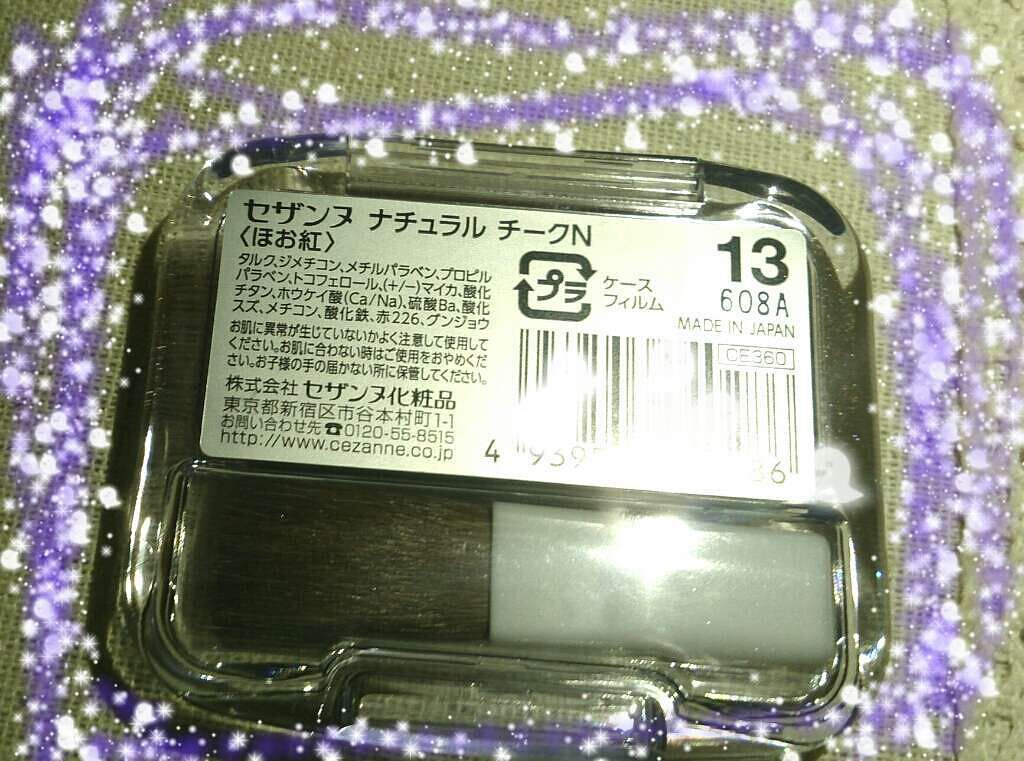 セザンヌ ナチュラル チークN
〈ほお紅〉
タルク､ジメチコン､メチルパラベン､プロピル
パラベン､トコフェロール､(+/−)マイカ､酸化
チタン､ホウケイ酸(Ca/Na)､硫酸Ba､酸化
スズ､メチコン､酸化鉄､赤226､グンジョウ
お肌に異常が生じていないかよく注意して使用して
ください。お肌に合わない時はご使用をおやめくだ
さい。お子様の手の届かない所に保管してください。
株式会社 セザンヌ化粧品
東京都新宿区市谷本村町1-1
お問い合わせ先☎0120-55-8515
http://www.cezanne.co.jp
プラ
ケース
フィルム
13
608A
MADE IN JAPAN
CE360
4 939 86